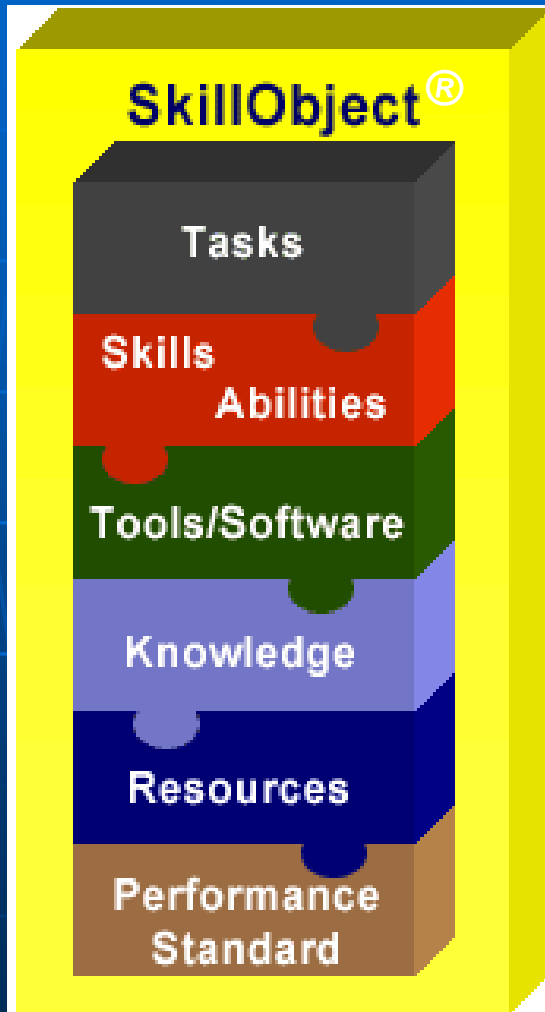 SkillObject®
Tasks
Skills
Abilities
Tools/Software
Knowledge
Resources
Performance
Standard